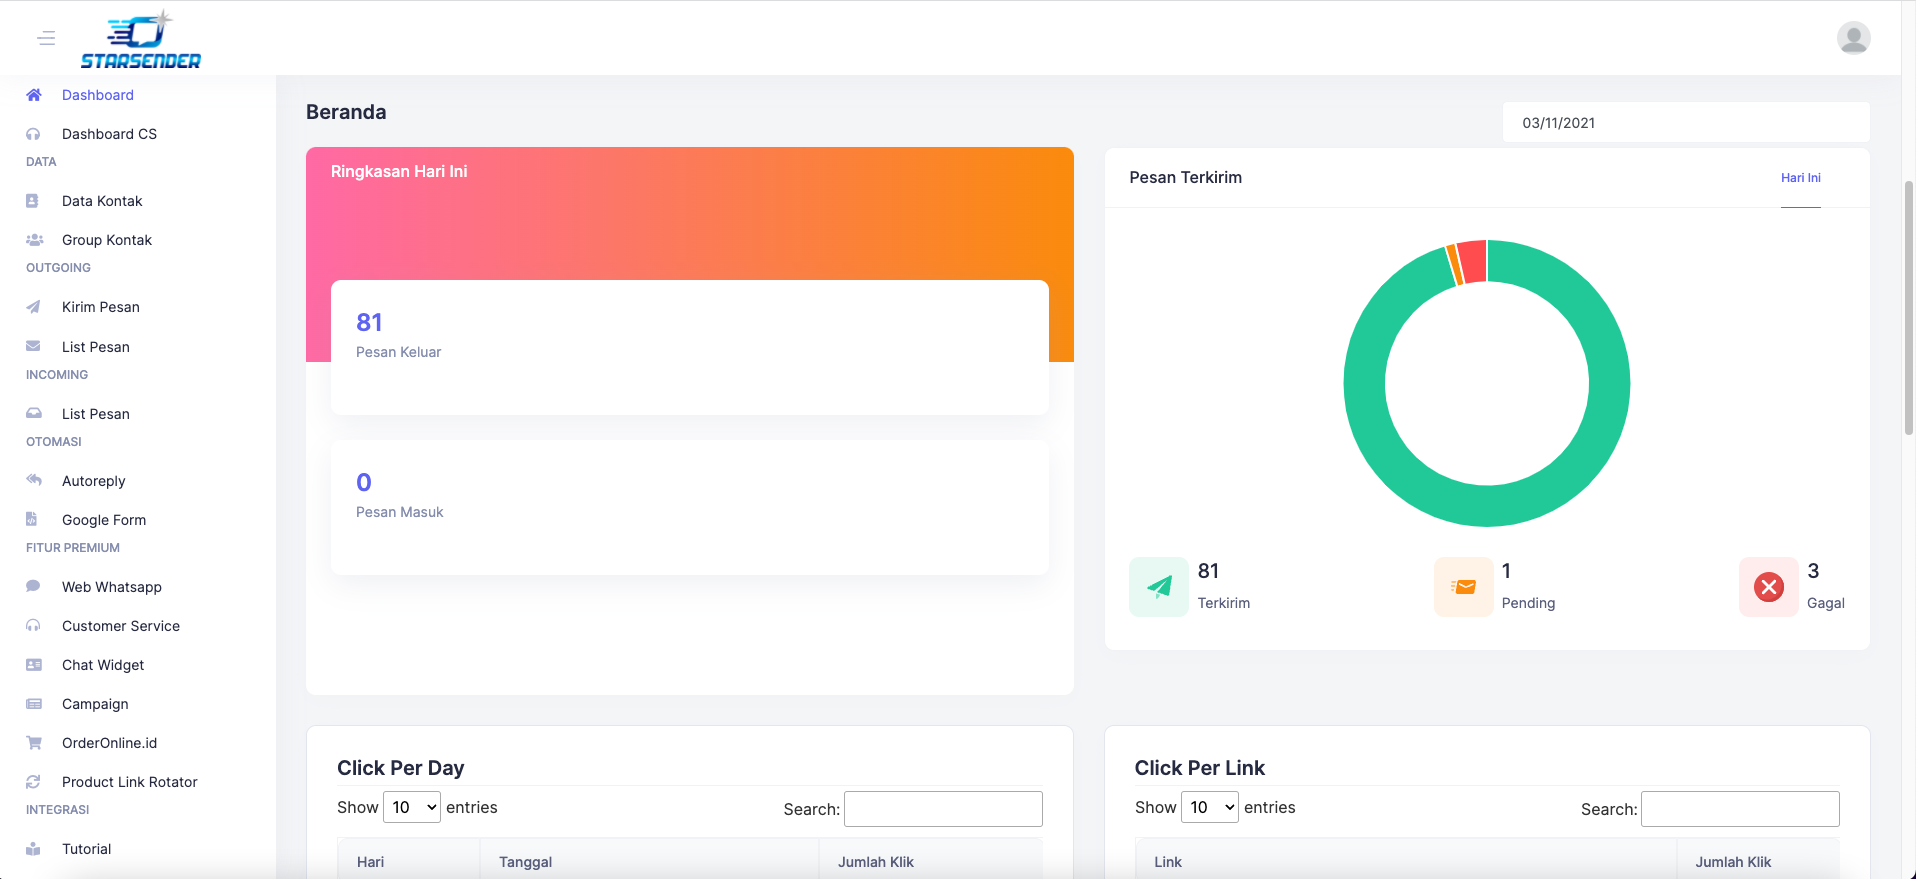 STARSENDER
Dashboard
Dashboard CS
DATA
Data Kontak
Group Kontak
OUTGOING
Kirim Pesan
List Pesan
INCOMING
List Pesan
OTOMASI
Autoreply
Google Form
FITUR PREMIUM
Web Whatsapp
Customer Service
Chat Widget
Campaign
OrderOnline.id
Product Link Rotator
INTEGRASI
Tutorial
Beranda
03/11/2021
Ringkasan Hari Ini
81
Pesan Keluar
0
Pesan Masuk
Pesan Terkirim
Hari Ini
81
Terkirim
1
Pending
3
Gagal
Click Per Day
Show 10 entries
Search:
Hari Tanggal Jumlah Klik
Click Per Link
Show 10 entries
Search:
Link Jumlah Klik